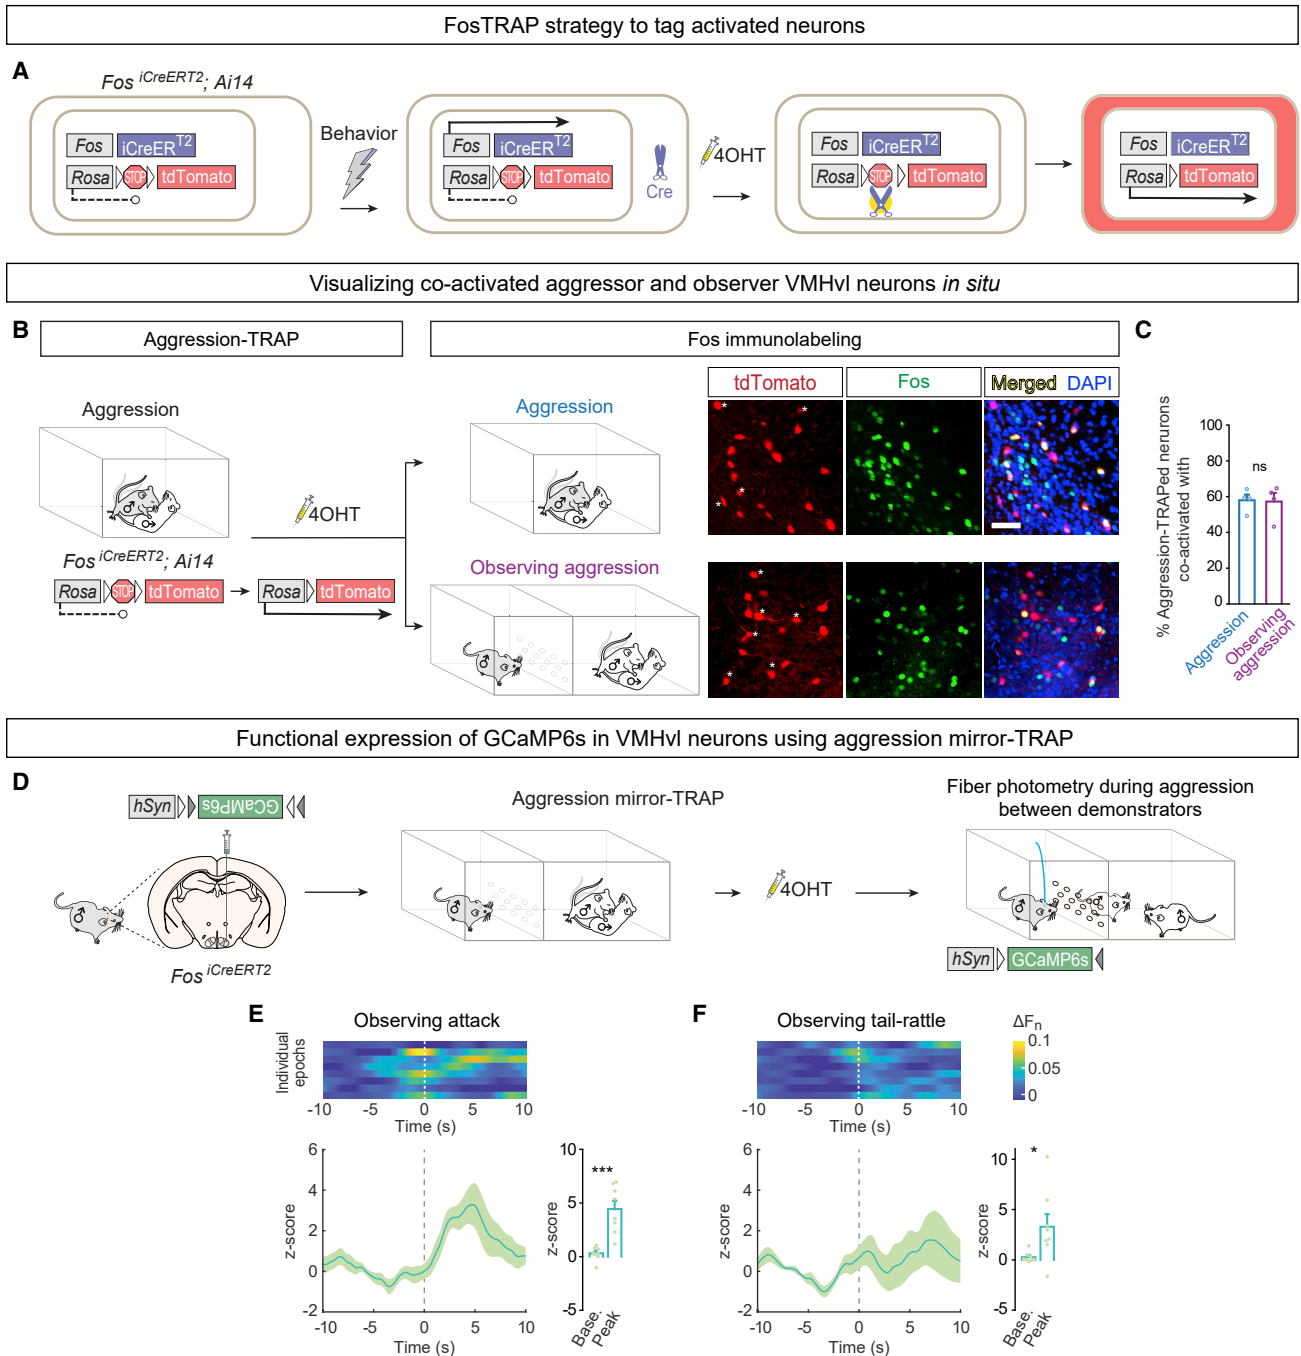 FosTRAP strategy to tag activated neurons
A
Fos iCreERT2; Ai14
Fos iCreERT2
Rosa STOP tdTomato
Behavior
Fos iCreERT2
Rosa STOP tdTomato
Cre
4OHT
Fos iCreERT2
Rosa STOP tdTomato
Fos iCreERT2
Rosa tdTomato
Visualizing co-activated aggressor and observer VMHvl neurons in situ
B
Aggression-TRAP
Fos immunolabeling
Aggression
4OHT
Fos iCreERT2; Ai14
Rosa STOP tdTomato
Rosa tdTomato
Aggression
Observing aggression
tdTomato
Fos
Merged DAPI
C
% Aggression-TRAPed nerurons
co-activated with
100
80
60
40
20
0
ns
Aggression
Observing
aggression
Functional expression of GCaMP6s in VMHvl neurons using aggression mirror-TRAP
D
hSyn GCaMP6s
Fos iCreERT2
Aggression mirror-TRAP
4OHT
Fiber photometry during aggression
between demonstrators
hSyn GCaMP6s
E
Observing attack
Individual
epochs
-10 -5 0 5 10
Time (s)
z-score
6
4
2
0
-2
-10 -5 0 5 10
Time (s)
z-score
10
5
0
-5
***
Base.
Peak
F
Observing tail-rattle
-10 -5 0 5 10
Time (s)
ΔFn
0.1
0.05
0
z-score
6
4
2
0
-2
-10 -5 0 5 10
Time (s)
z-score
10
5
0
-5
*
Base.
Peak